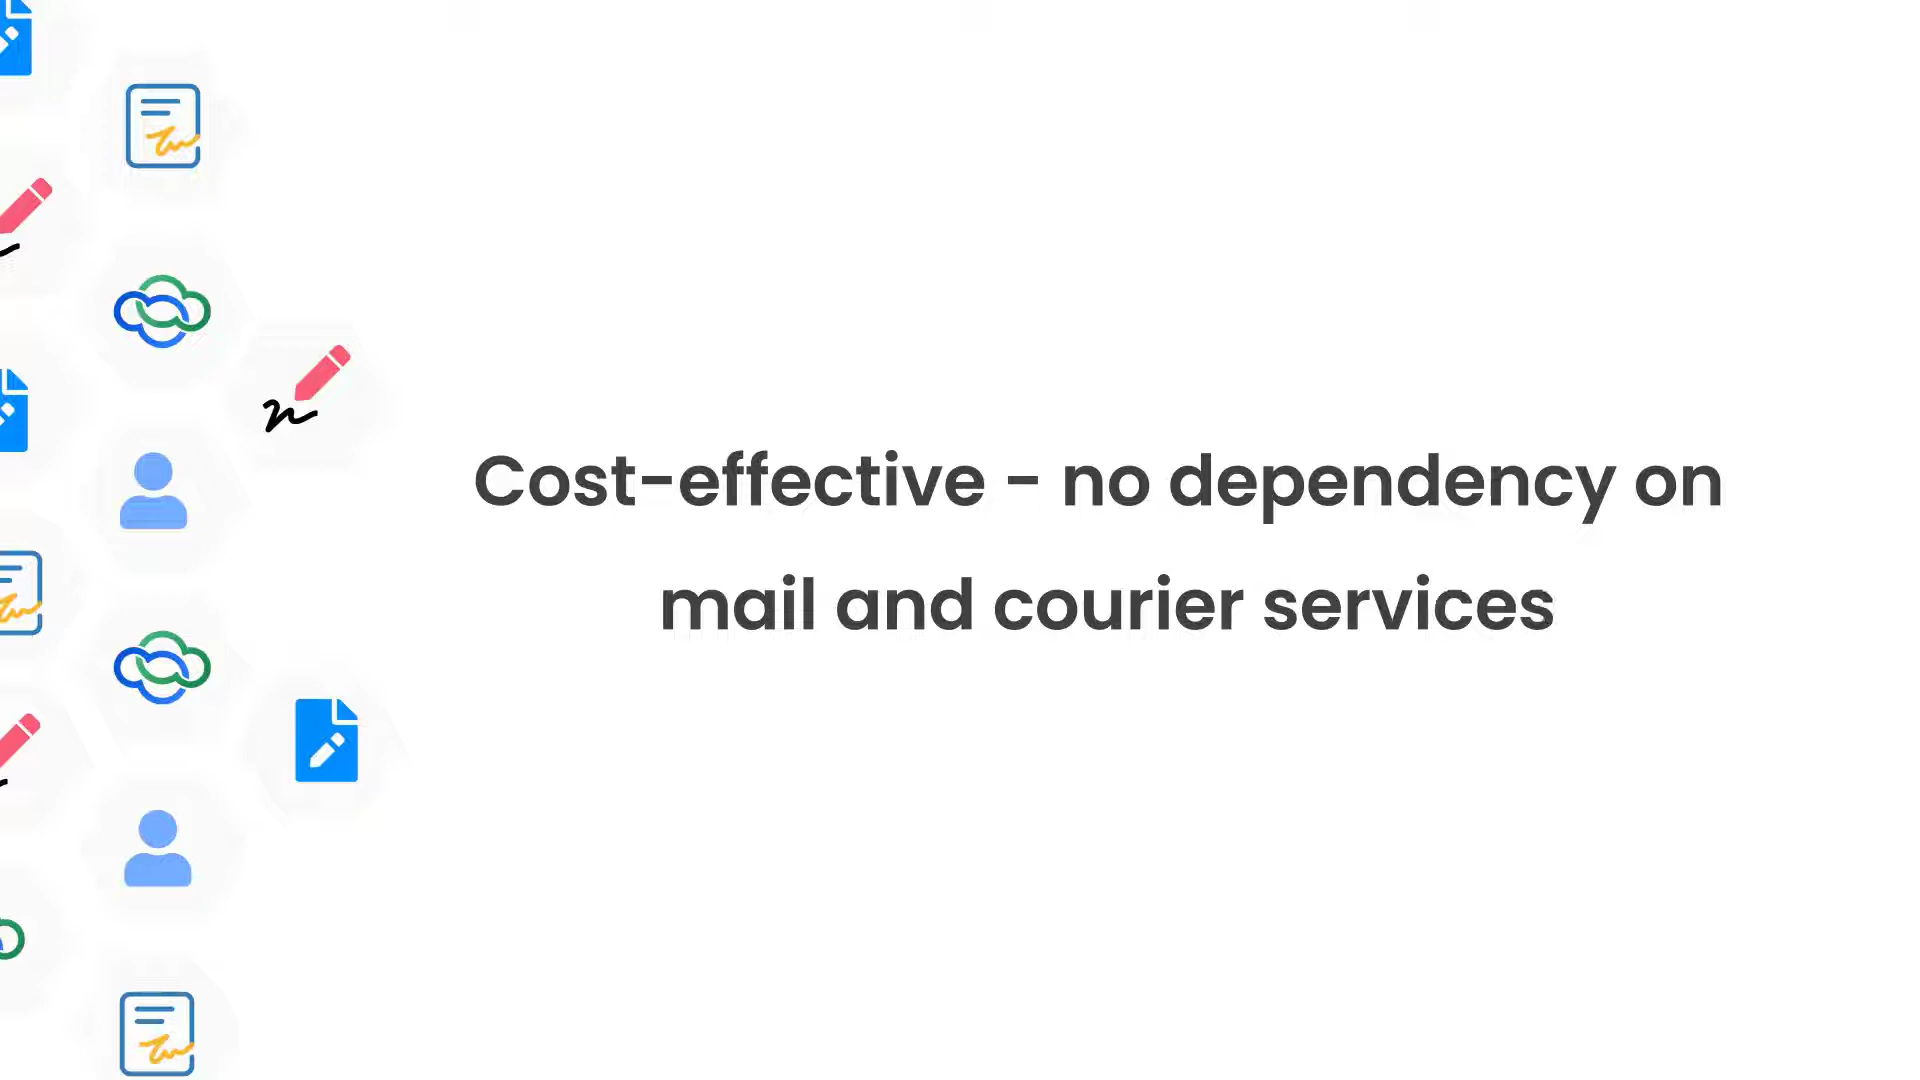 Cost-effective - no dependency on
mail and courier services